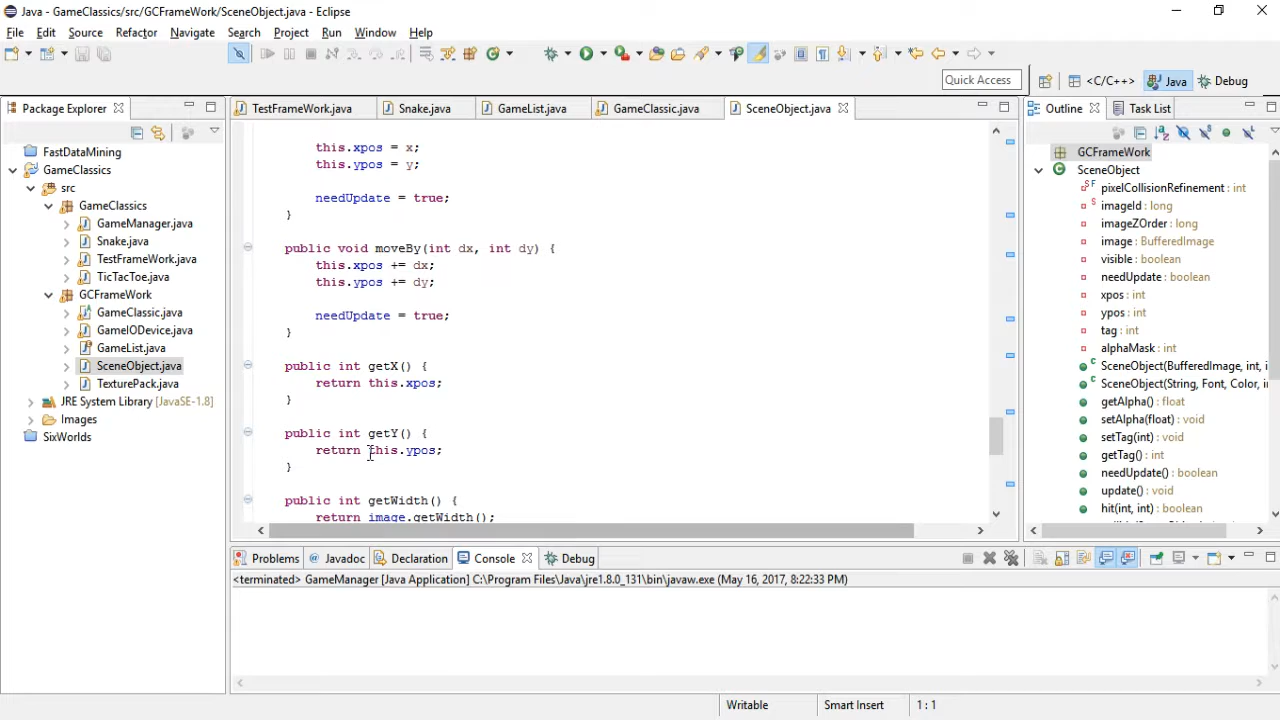 Java - GameClassics/src/GCFrameWork/SceneObject.java - Eclipse
File Edit Source Refactor Navigate Search Project Run Window Help
Quick Access
<C/C++> Java Debug
Package Explorer
FastDataMining
GameClassics
src
GameClassics
GameManager.java
Snake.java
TestFrameWork.java
TicTacToe.java
GCFrameWork
GameClassic.java
GameIODevice.java
GameList.java
SceneObject.java
TexturePack.java
JRE System Library [JavaSE-1.8]
Images
SixWorlds
TestFrameWork.java Snake.java GameList.java GameClassic.java SceneObject.java
this.xpos = x;
this.ypos = y;
needUpdate = true;
}
public void moveBy(int dx, int dy) {
this.xpos += dx;
this.ypos += dy;
needUpdate = true;
}
public int getX() {
return this.xpos;
}
public int getY() {
return this.ypos;
}
public int getWidth() {
return image.getWidth();
Outline Task List
GCFrameWork
SceneObject
pixelCollisionRefinement : int
imageId : long
imageZOrder : long
image : BufferedImage
visible : boolean
needUpdate : boolean
xpos : int
ypos : int
tag : int
alphaMask : int
SceneObject(BufferedImage, int, i
SceneObject(String, Font, Color, i
getAlpha() : float
setAlpha(float) : void
setTag(int) : void
getTag() : int
needUpdate() : boolean
update() : void
hit(int, int) : boolean
Problems Javadoc Declaration Console Debug
<terminated> GameManager [Java Application] C:\Program Files\Java\jre1.8.0_131\bin\javaw.exe (May 16, 2017, 8:22:33 PM)
Writable Smart Insert 1 : 1